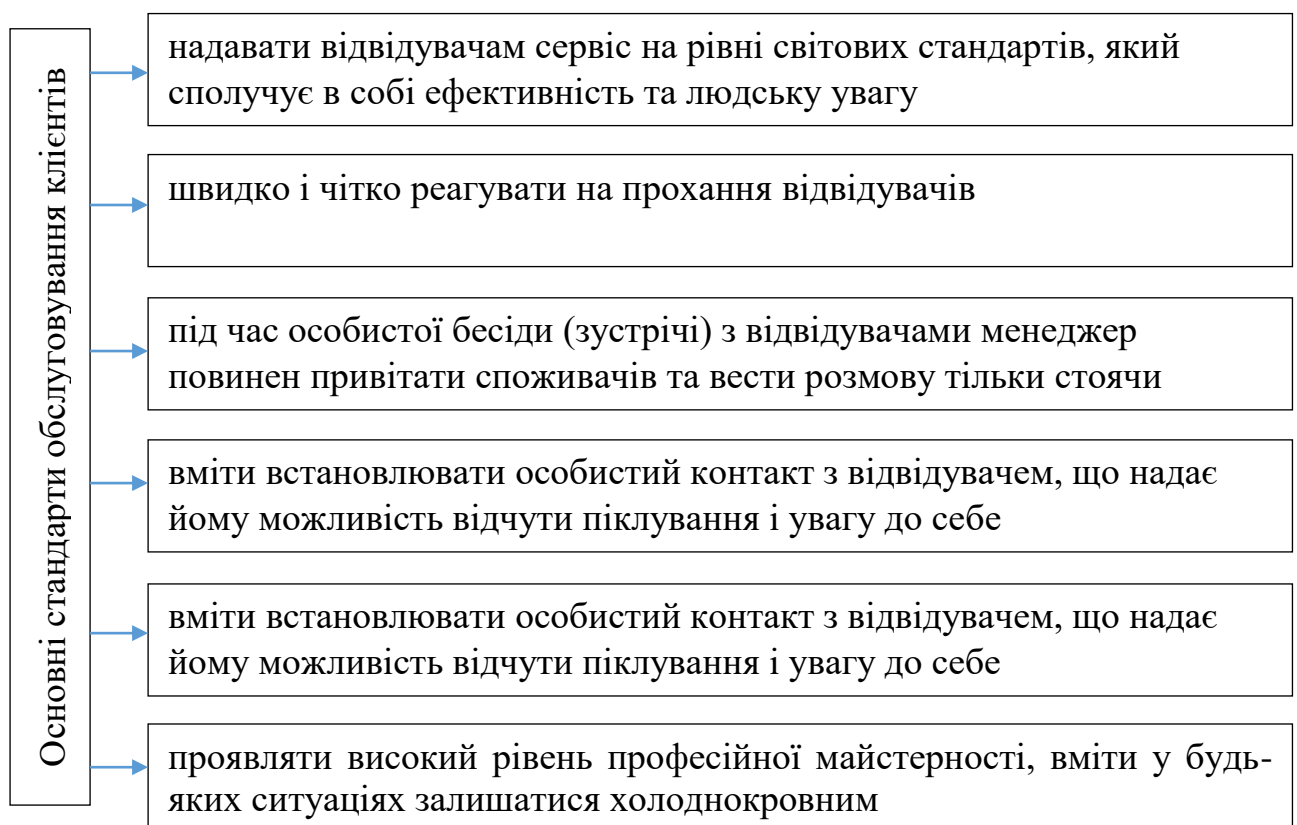 Основні стандарти обслуговування клієнтів
надавати відвідувачам сервіс на рівні світових стандартів, який
сполучує в собі ефективність та людську увагу
швидко і чітко реагувати на прохання відвідувачів
під час особистої бесіди (зустрічі) з відвідувачами менеджер
повинен привітати споживачів та вести розмову тільки стоячи
вміти встановлювати особистий контакт з відвідувачем, що надає
йому можливість відчути піклування і увагу до себе
вміти встановлювати особистий контакт з відвідувачем, що надає
йому можливість відчути піклування і увагу до себе
проявляти високий рівень професійної майстерності, вміти у будь-
яких ситуаціях залишатися холоднокровним